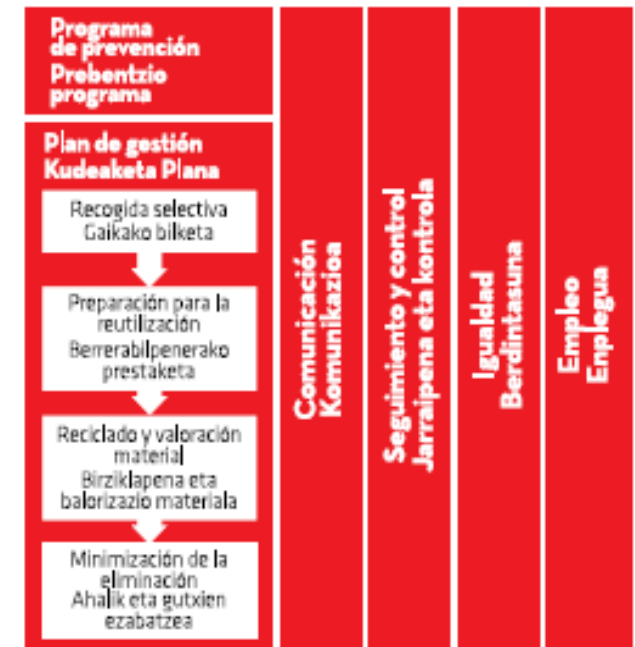 Programa
de prevención
Prebentzio
programa
Plan de gestión
Kudeaketa Plana
Recogida selectiva
Gaikako bilketa
Preparación para la
reutilización
Berrerabilpenerako
prestaketa
Reciclado y valoración
material
Birziklapena eta
balorizazio materiala
Minimización de la
eliminación
Ahalik eta gutxien
ezabatzea
Comunicación
Komunikazioa
Seguimiento y control
Jarraipena eta kontrola
Igualdad
Berdintasuna
Empleo
Enplegua